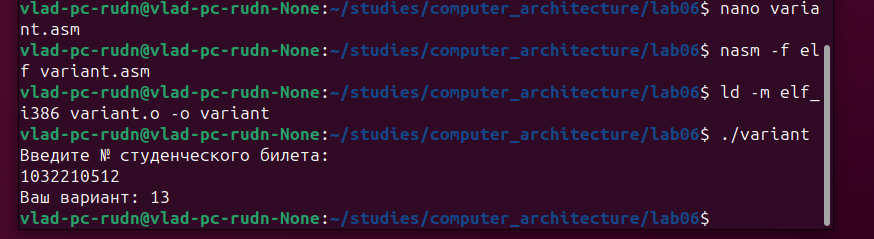 vlad-pc-rudn@vlad-pc-rudn-None:~/studies/computer_architecture/lab06$ nano varia
nt.asm
vlad-pc-rudn@vlad-pc-rudn-None:~/studies/computer_architecture/lab06$ nasm -f el
f variant.asm
vlad-pc-rudn@vlad-pc-rudn-None:~/studies/computer_architecture/lab06$ ld -m elf_
i386 variant.o -o variant
vlad-pc-rudn@vlad-pc-rudn-None:~/studies/computer_architecture/lab06$ ./variant
Введите № студенческого билета:
1032210512
Ваш вариант: 13
vlad-pc-rudn@vlad-pc-rudn-None:~/studies/computer_architecture/lab06$